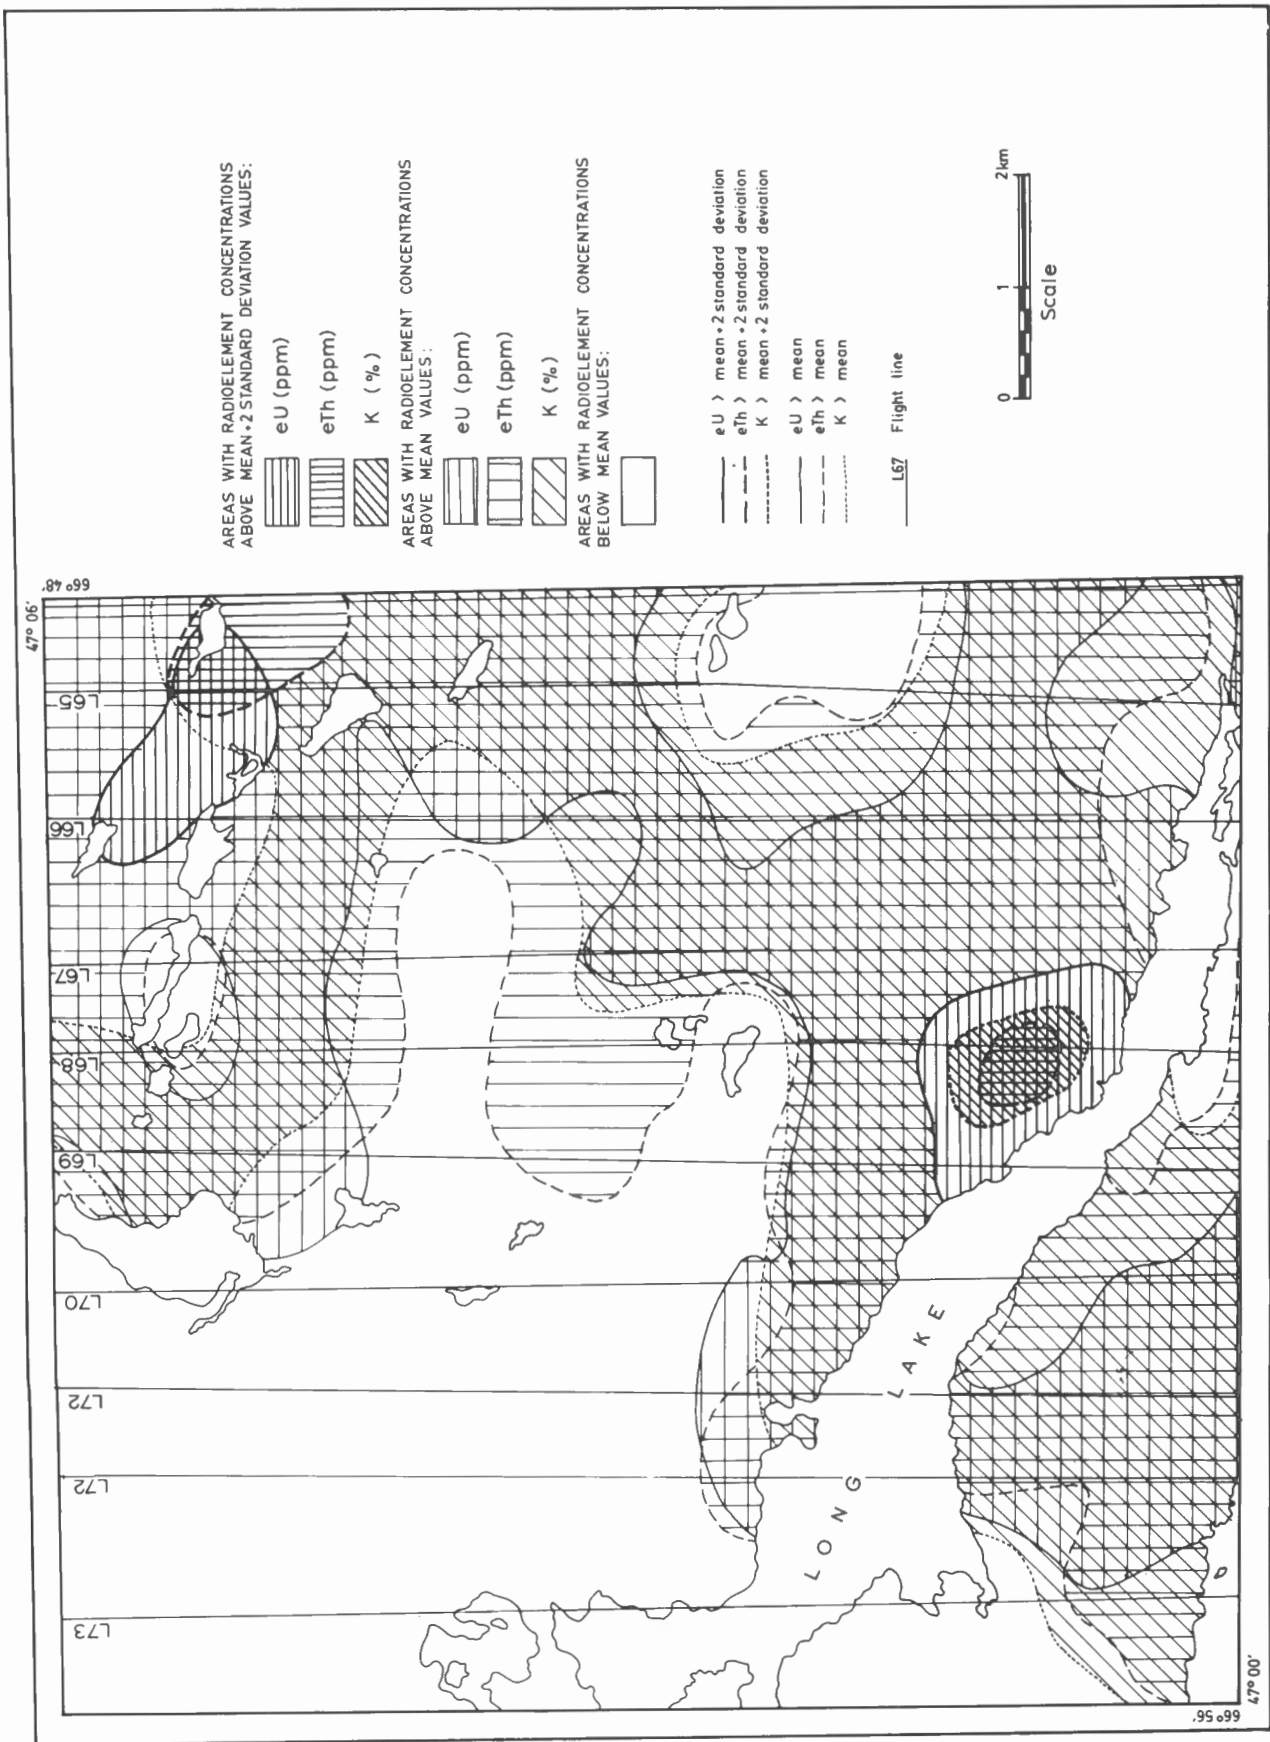 AREAS WITH RADIOELEMENT CONCENTRATIONS
ABOVE MEAN+2 STANDARD DEVIATION VALUES:
eU (ppm)
eTh (ppm)
K (%)
AREAS WITH RADIOELEMENT CONCENTRATIONS
ABOVE MEAN VALUES:
eU (ppm)
eTh (ppm)
K (%)
AREAS WITH RADIOELEMENT CONCENTRATIONS
BELOW MEAN VALUES:
eU > mean+2 standard deviation
eTh > mean+2 standard deviation
K > mean+2 standard deviation
eU > mean
eTh > mean
K > mean
L67 Flight line
0 1 2km
Scale
47° 06'
66° 48'
L65
L66
L67
L68
L69
L70
L72
L72
L73
LONG LAKE
66° 56'
47° 00'